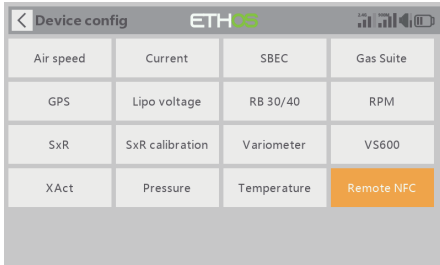 Device config
ETHOS
Air speed
Current
SBEC
Gas Suite
GPS
Lipo voltage
RB 30/40
RPM
SxR
SxR calibration
Variometer
VS600
XAct
Pressure
Temperature
Remote NFC